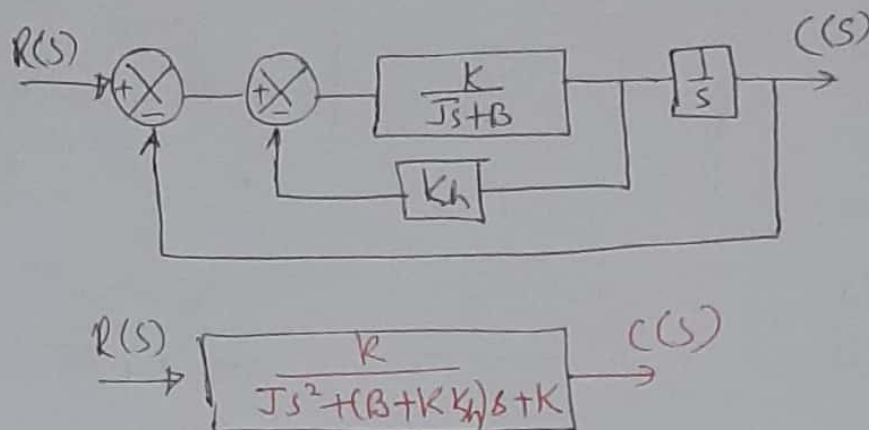 R(S) C(S)
+ - + - K/(Js+B) 1/s
Kh
R(S) C(S)
K/(Js²+(B+KKh)s+K)